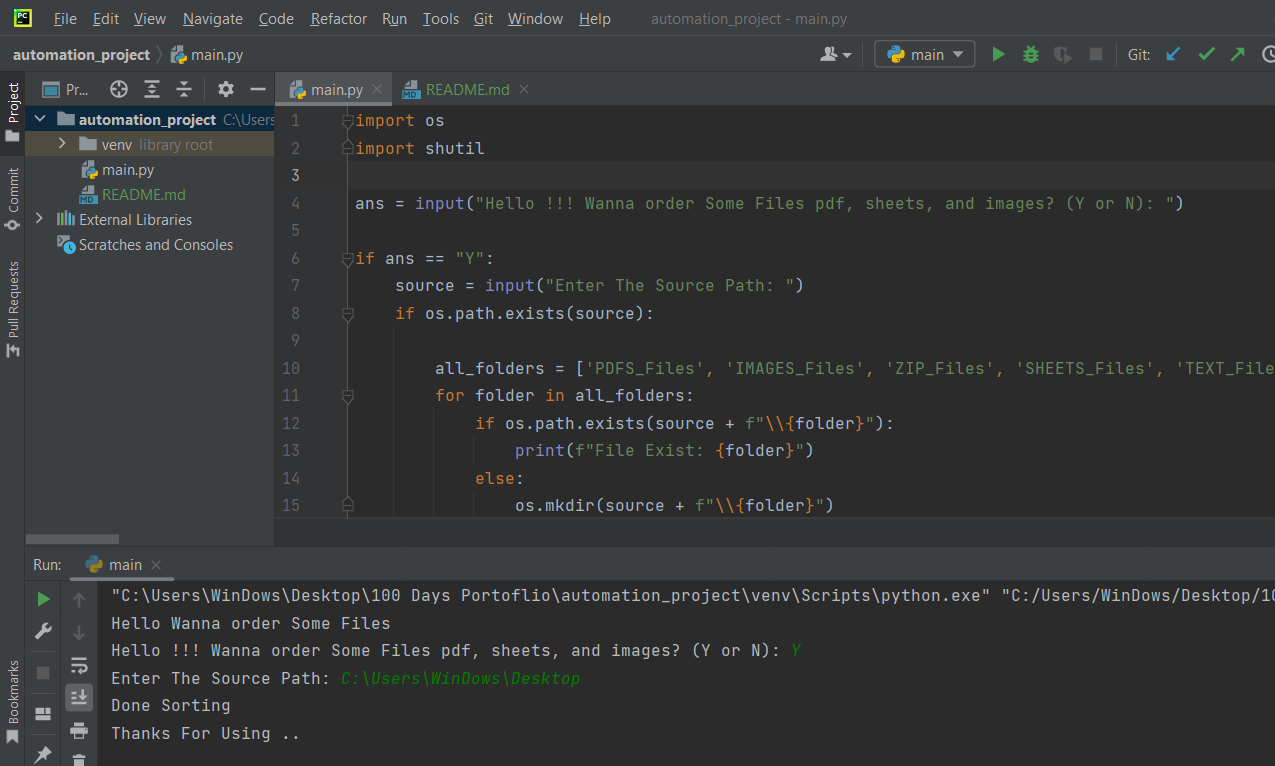 PC
File Edit View Navigate Code Refactor Run Tools Git Window Help automation_project - main.py
automation_project main.py main Git:
Project
Pr... main.py README.md
automation_project C:\Users
venv library root
main.py
README.md
External Libraries
Scratches and Consoles
Commit
Pull Requests
Bookmarks
1 import os
2 import shutil
3
4 ans = input("Hello !!! Wanna order Some Files pdf, sheets, and images? (Y or N): ")
5
6 if ans == "Y":
7 source = input("Enter The Source Path: ")
8 if os.path.exists(source):
9
10 all_folders = ['PDFS_Files', 'IMAGES_Files', 'ZIP_Files', 'SHEETS_Files', 'TEXT_File
11 for folder in all_folders:
12 if os.path.exists(source + f"\\{folder}"):
13 print(f"File Exist: {folder}")
14 else:
15 os.mkdir(source + f"\\{folder}")
Run: main
"C:\Users\WinDows\Desktop\100 Days Portoflio\automation_project\venv\Scripts\python.exe" "C:/Users/WinDows/Desktop/10
Hello Wanna order Some Files
Hello !!! Wanna order Some Files pdf, sheets, and images? (Y or N): Y
Enter The Source Path: C:\Users\WinDows\Desktop
Done Sorting
Thanks For Using ..